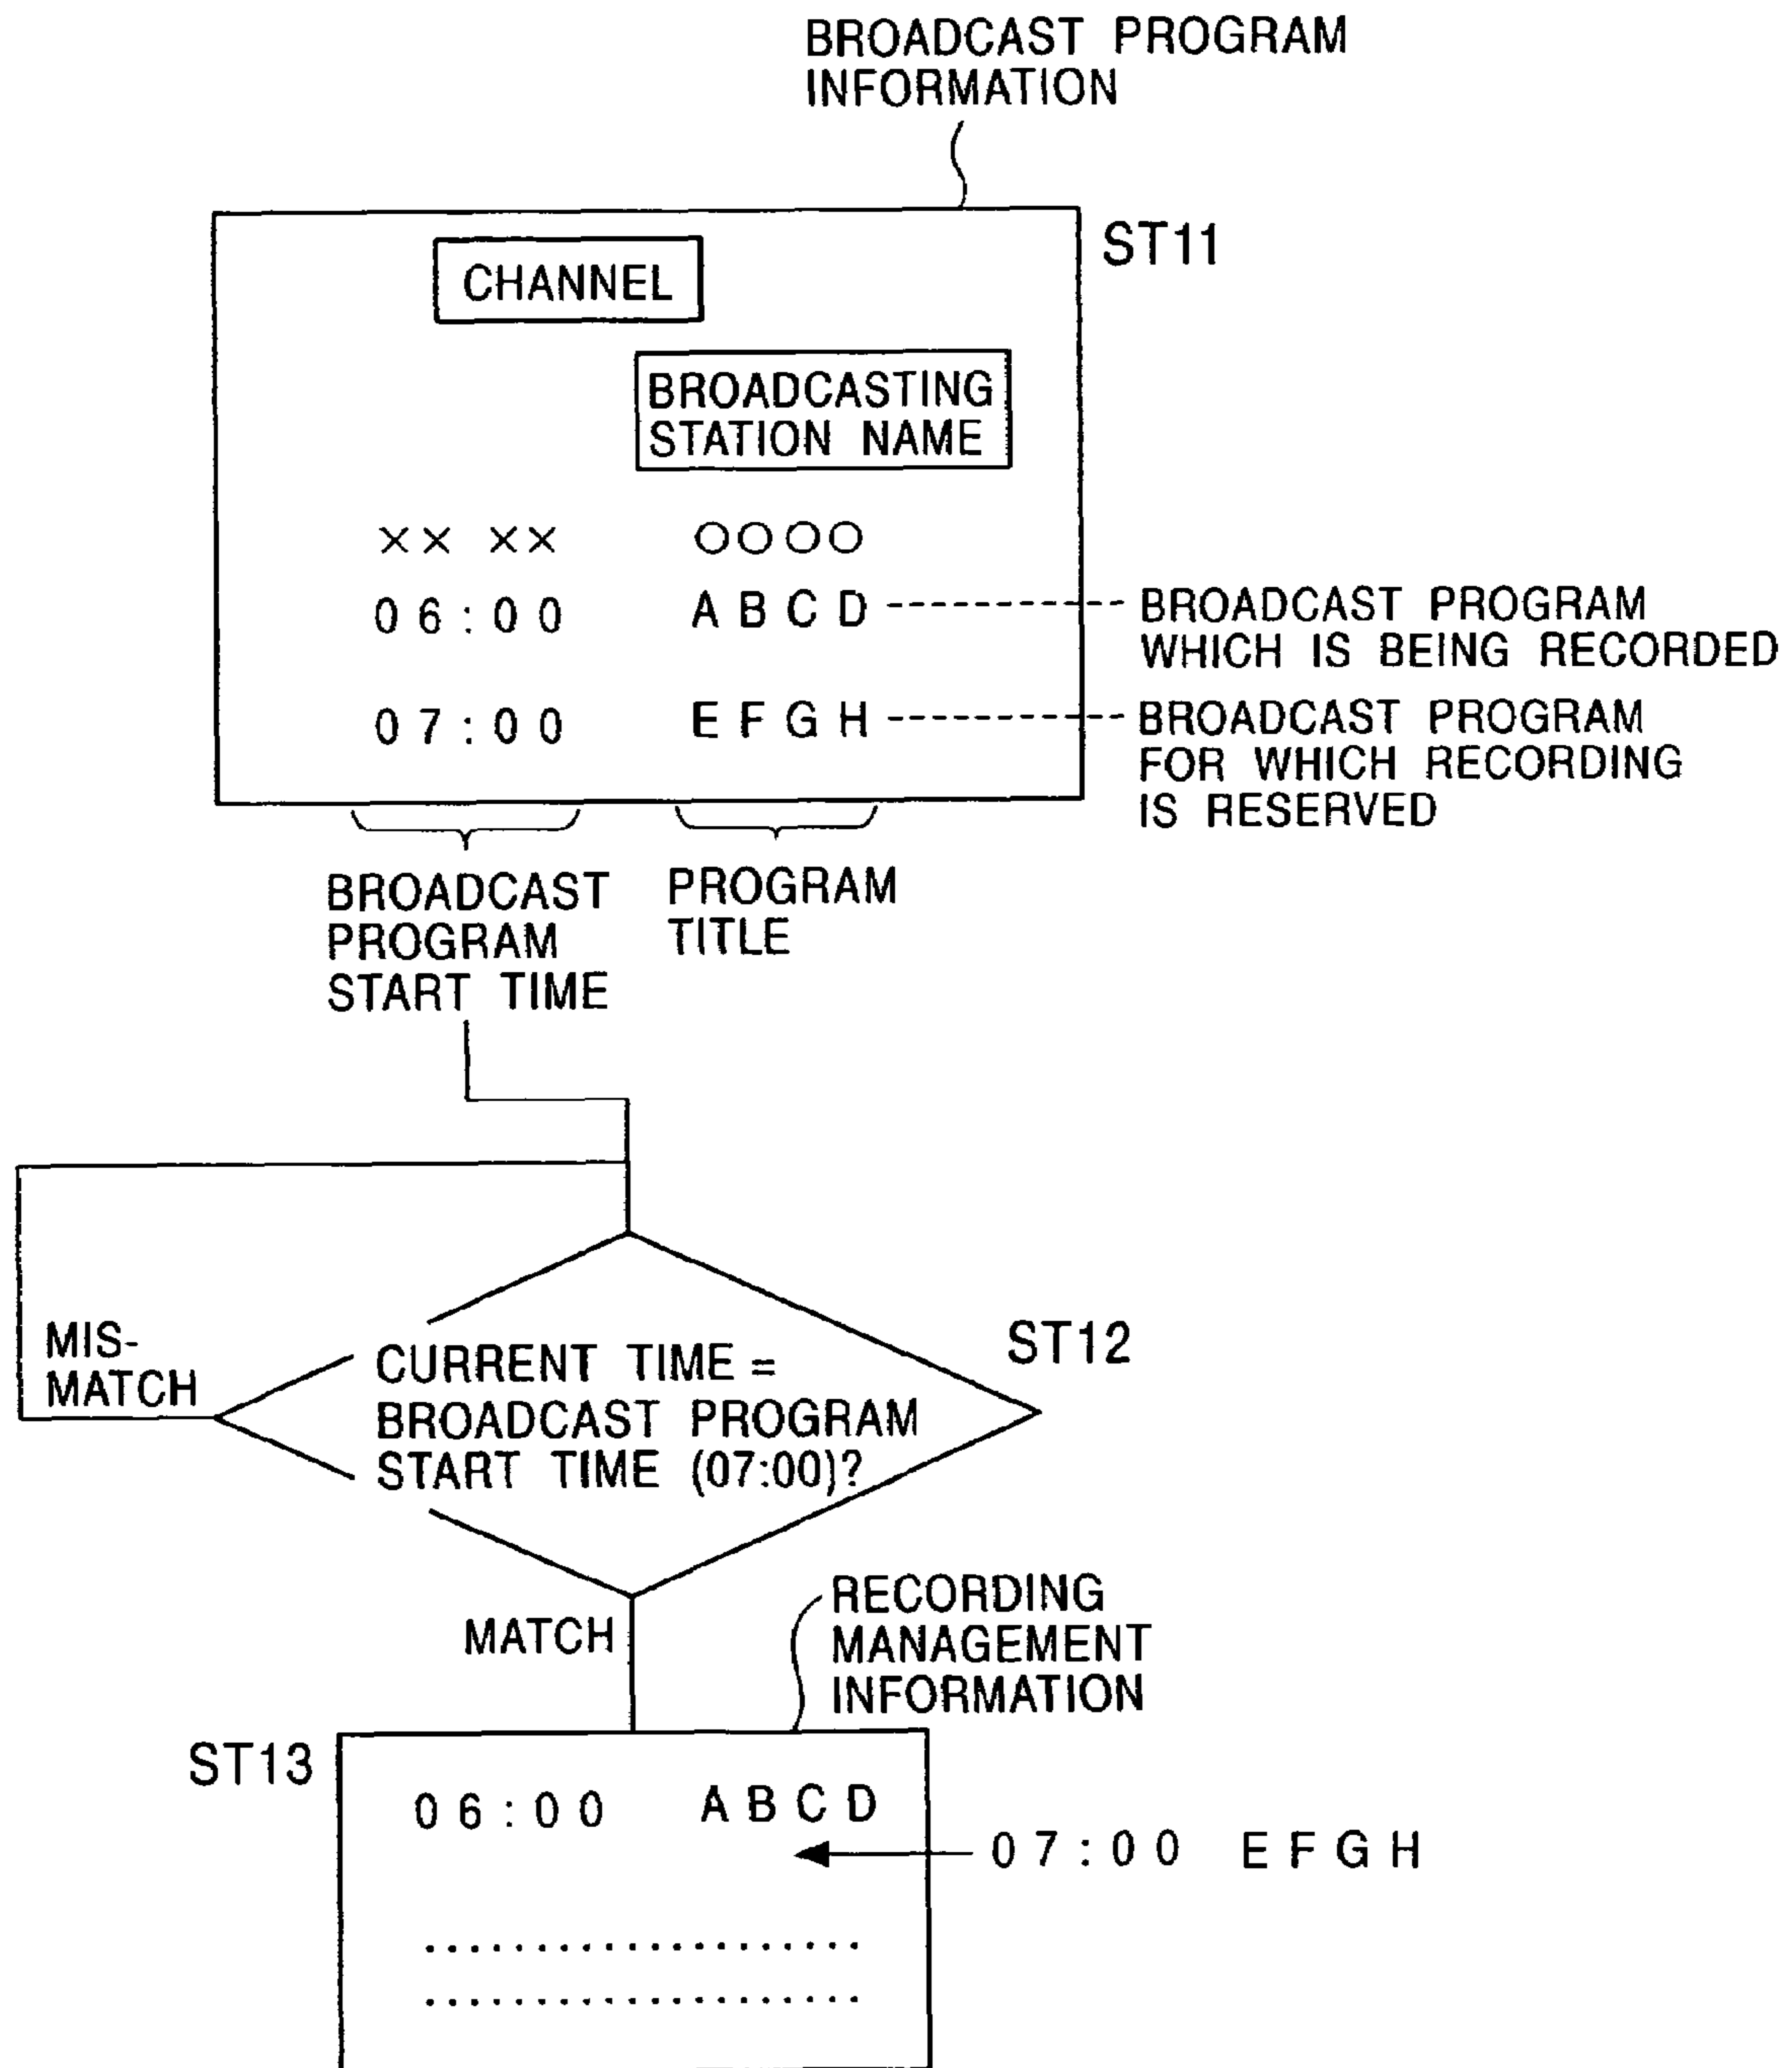 BROADCAST PROGRAM
INFORMATION
ST11
CHANNEL
BROADCASTING
STATION NAME
×× ×× ○○○○
06:00 ABCD
BROADCAST PROGRAM
WHICH IS BEING RECORDED
07:00 EFGH
BROADCAST PROGRAM
FOR WHICH RECORDING
IS RESERVED
BROADCAST
PROGRAM
START TIME
PROGRAM
TITLE
MIS-
MATCH
CURRENT TIME =
BROADCAST PROGRAM
START TIME (07:00)?
ST12
MATCH
RECORDING
MANAGEMENT
INFORMATION
ST13
06:00 ABCD
07:00 EFGH